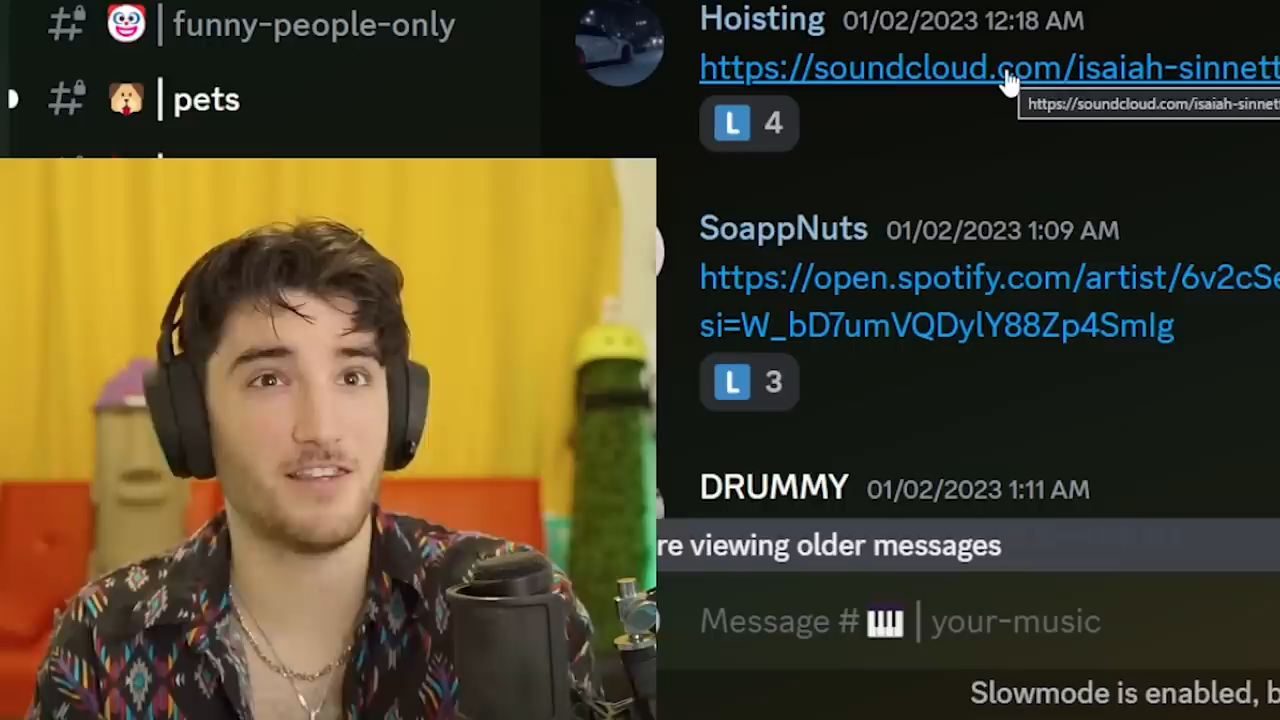 funny-people-only
pets
Hoisting 01/02/2023 12:18 AM
https://soundcloud.com/isaiah-sinnett
https://soundcloud.com/isaiah-sinnet
L 4
SoappNuts 01/02/2023 1:09 AM
https://open.spotify.com/artist/6v2cSe
si=W_bD7umVQDylY88Zp4SmIg
L 3
DRUMMY 01/02/2023 1:11 AM
re viewing older messages
Message # | your-music
Slowmode is enabled, b